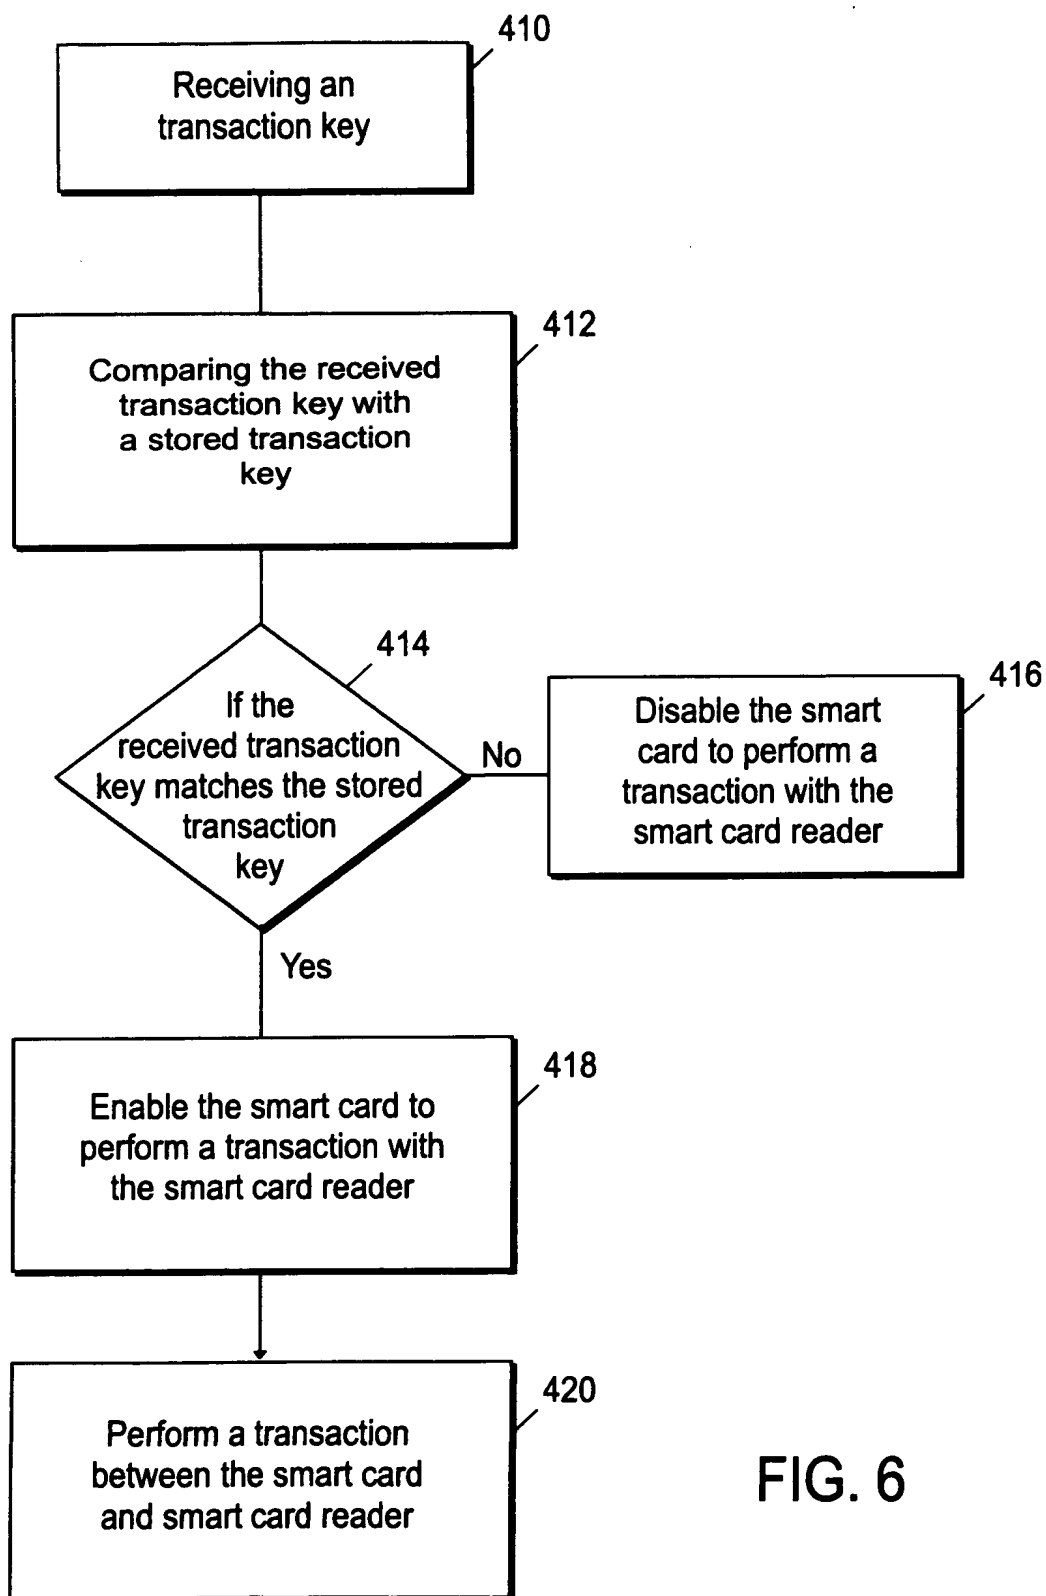 410
Receiving an
transaction key
412
Comparing the received
transaction key with
a stored transaction
key
414
If the
received transaction
key matches the stored
transaction
key
No
416
Disable the smart
card to perform a
transaction with the
smart card reader
Yes
418
Enable the smart card to
perform a transaction with
the smart card reader
420
Perform a transaction
between the smart card
and smart card reader
FIG. 6